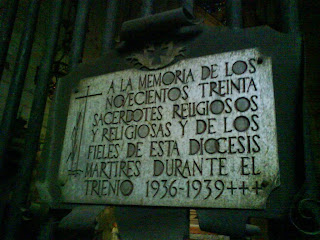 A LA MEMORIA DE LOS
NOVECIENTOS TREINTA
SACERDOTES RELIGIOSOS
Y RELIGIOSAS Y DE LOS
FIELES DE ESTA DIOCESIS
MARTIRES DURANTE EL
TRIENIO 1936-1939+++